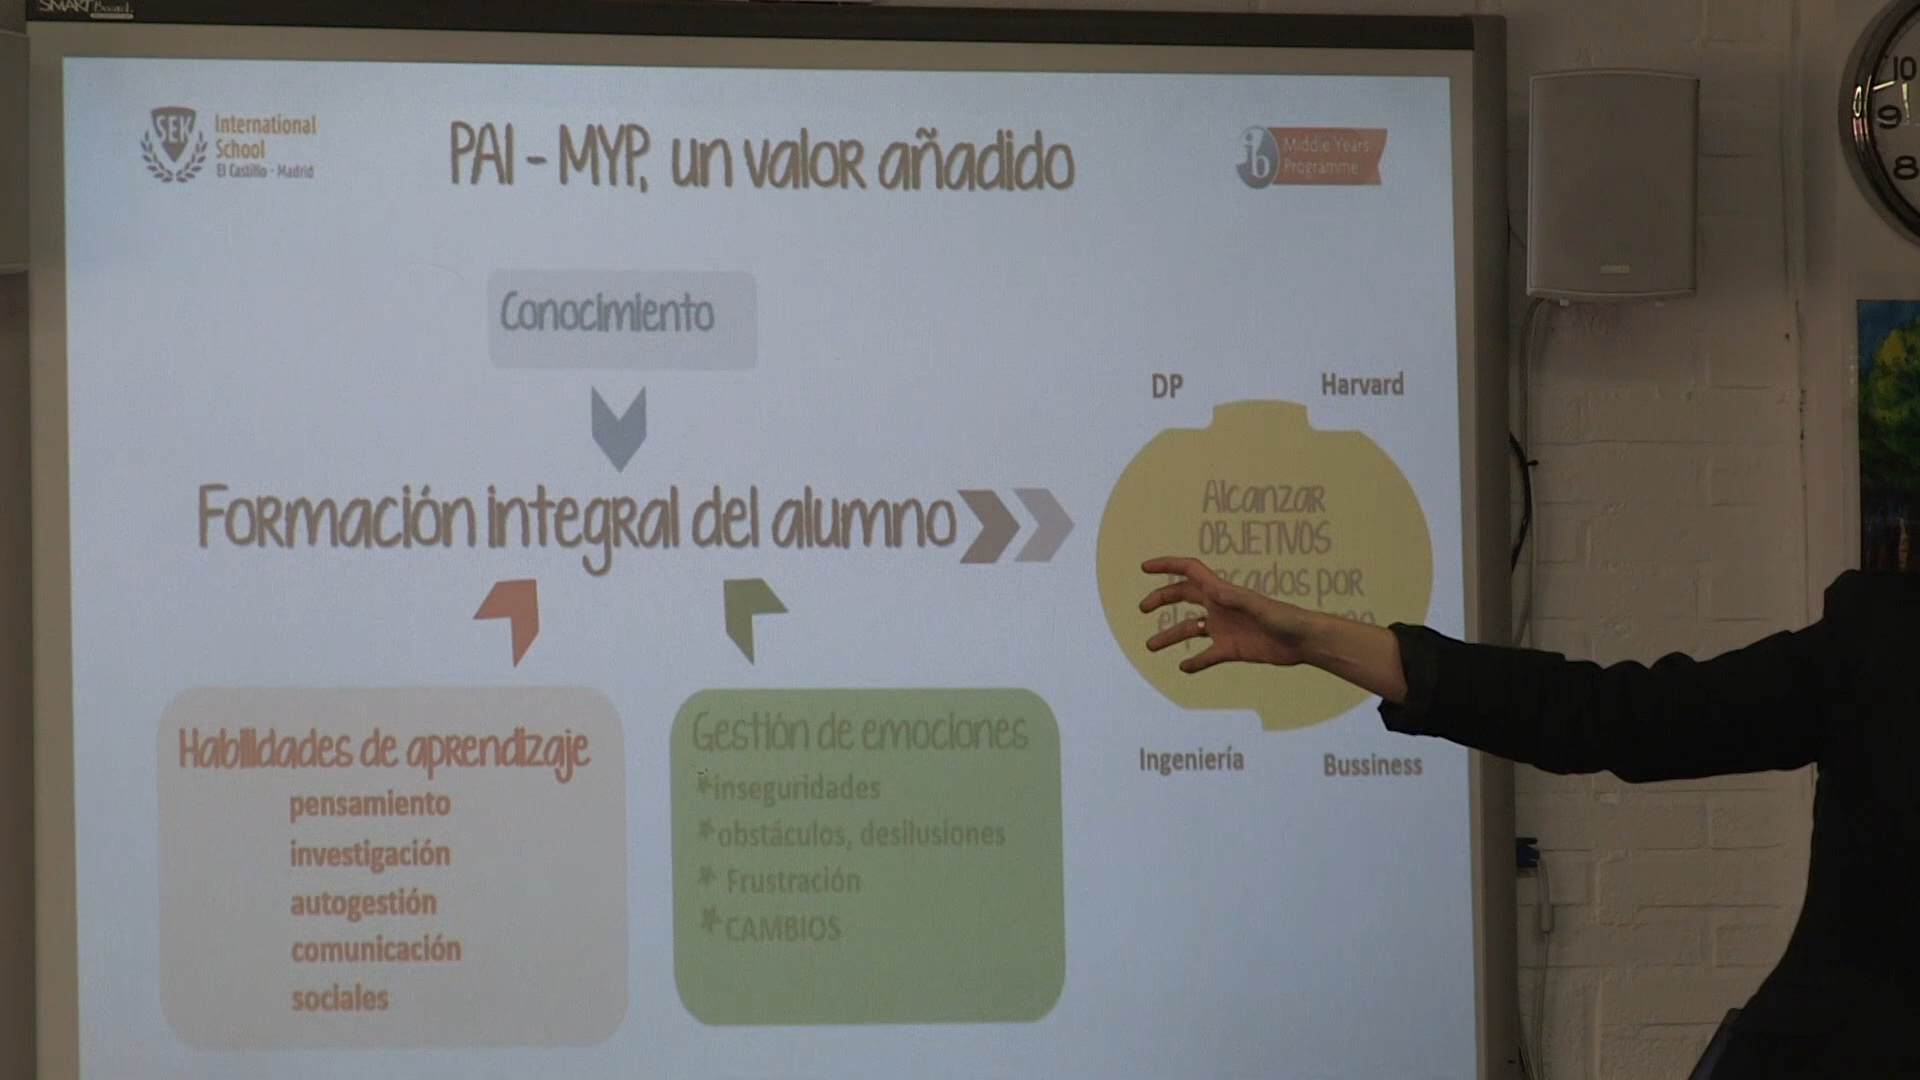 SMART Board
SEK
International
School
El Castillo - Madrid
PAI - MYP, un valor añadido
ib
Middle Years
Programme
Conocimiento
DP
Harvard
Formación integral del alumno
Alcanzar
OBJETIVOS
por
Habilidades de aprendizaje
pensamiento
investigación
autogestión
comunicación
sociales
Gestión de emociones
*inseguridades
*obstáculos, desilusiones
* Frustración
*CAMBIOS
Ingeniería
Bussiness
10
9
8